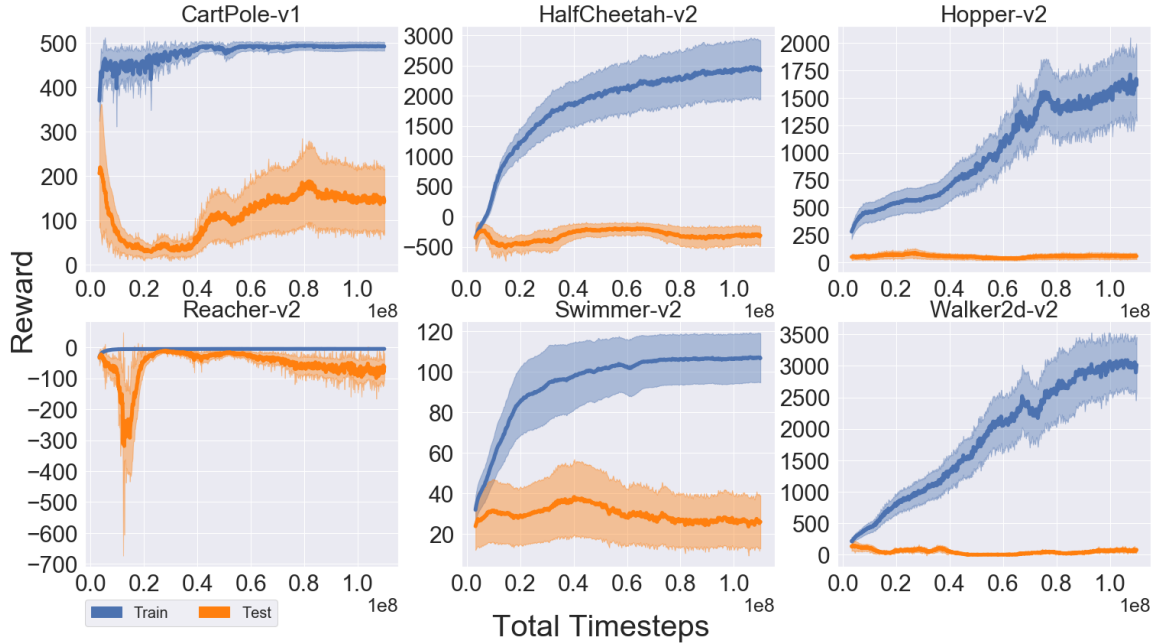 CartPole-v1
HalfCheetah-v2
Hopper-v2
500
400
300
200
100
0
0.0 0.2 0.4 0.6 0.8 1.0
1e8
3000
2500
2000
1500
1000
500
0
−500
0.0 0.2 0.4 0.6 0.8 1.0
1e8
2000
1750
1500
1250
1000
750
500
250
0
0.0 0.2 0.4 0.6 0.8 1.0
1e8
Reward
Reacher-v2
Swimmer-v2
Walker2d-v2
0
−100
−200
−300
−400
−500
−600
−700
0.0 0.2 0.4 0.6 0.8 1.0
1e8
120
100
80
60
40
20
0.0 0.2 0.4 0.6 0.8 1.0
1e8
3500
3000
2500
2000
1500
1000
500
0
0.0 0.2 0.4 0.6 0.8 1.0
1e8
Train Test
Total Timesteps